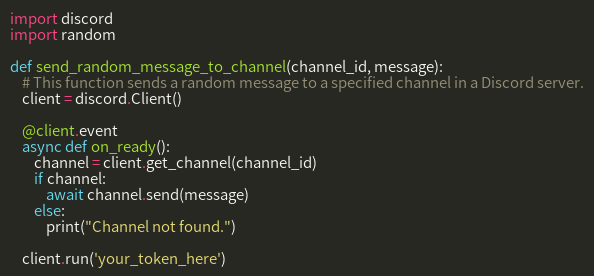 import discord
import random

def send_random_message_to_channel(channel_id, message):
    # This function sends a random message to a specified channel in a Discord server.
    client = discord.Client()

    @client.event
    async def on_ready():
        channel = client.get_channel(channel_id)
        if channel:
            await channel.send(message)
        else:
            print("Channel not found.")

    client.run('your_token_here')